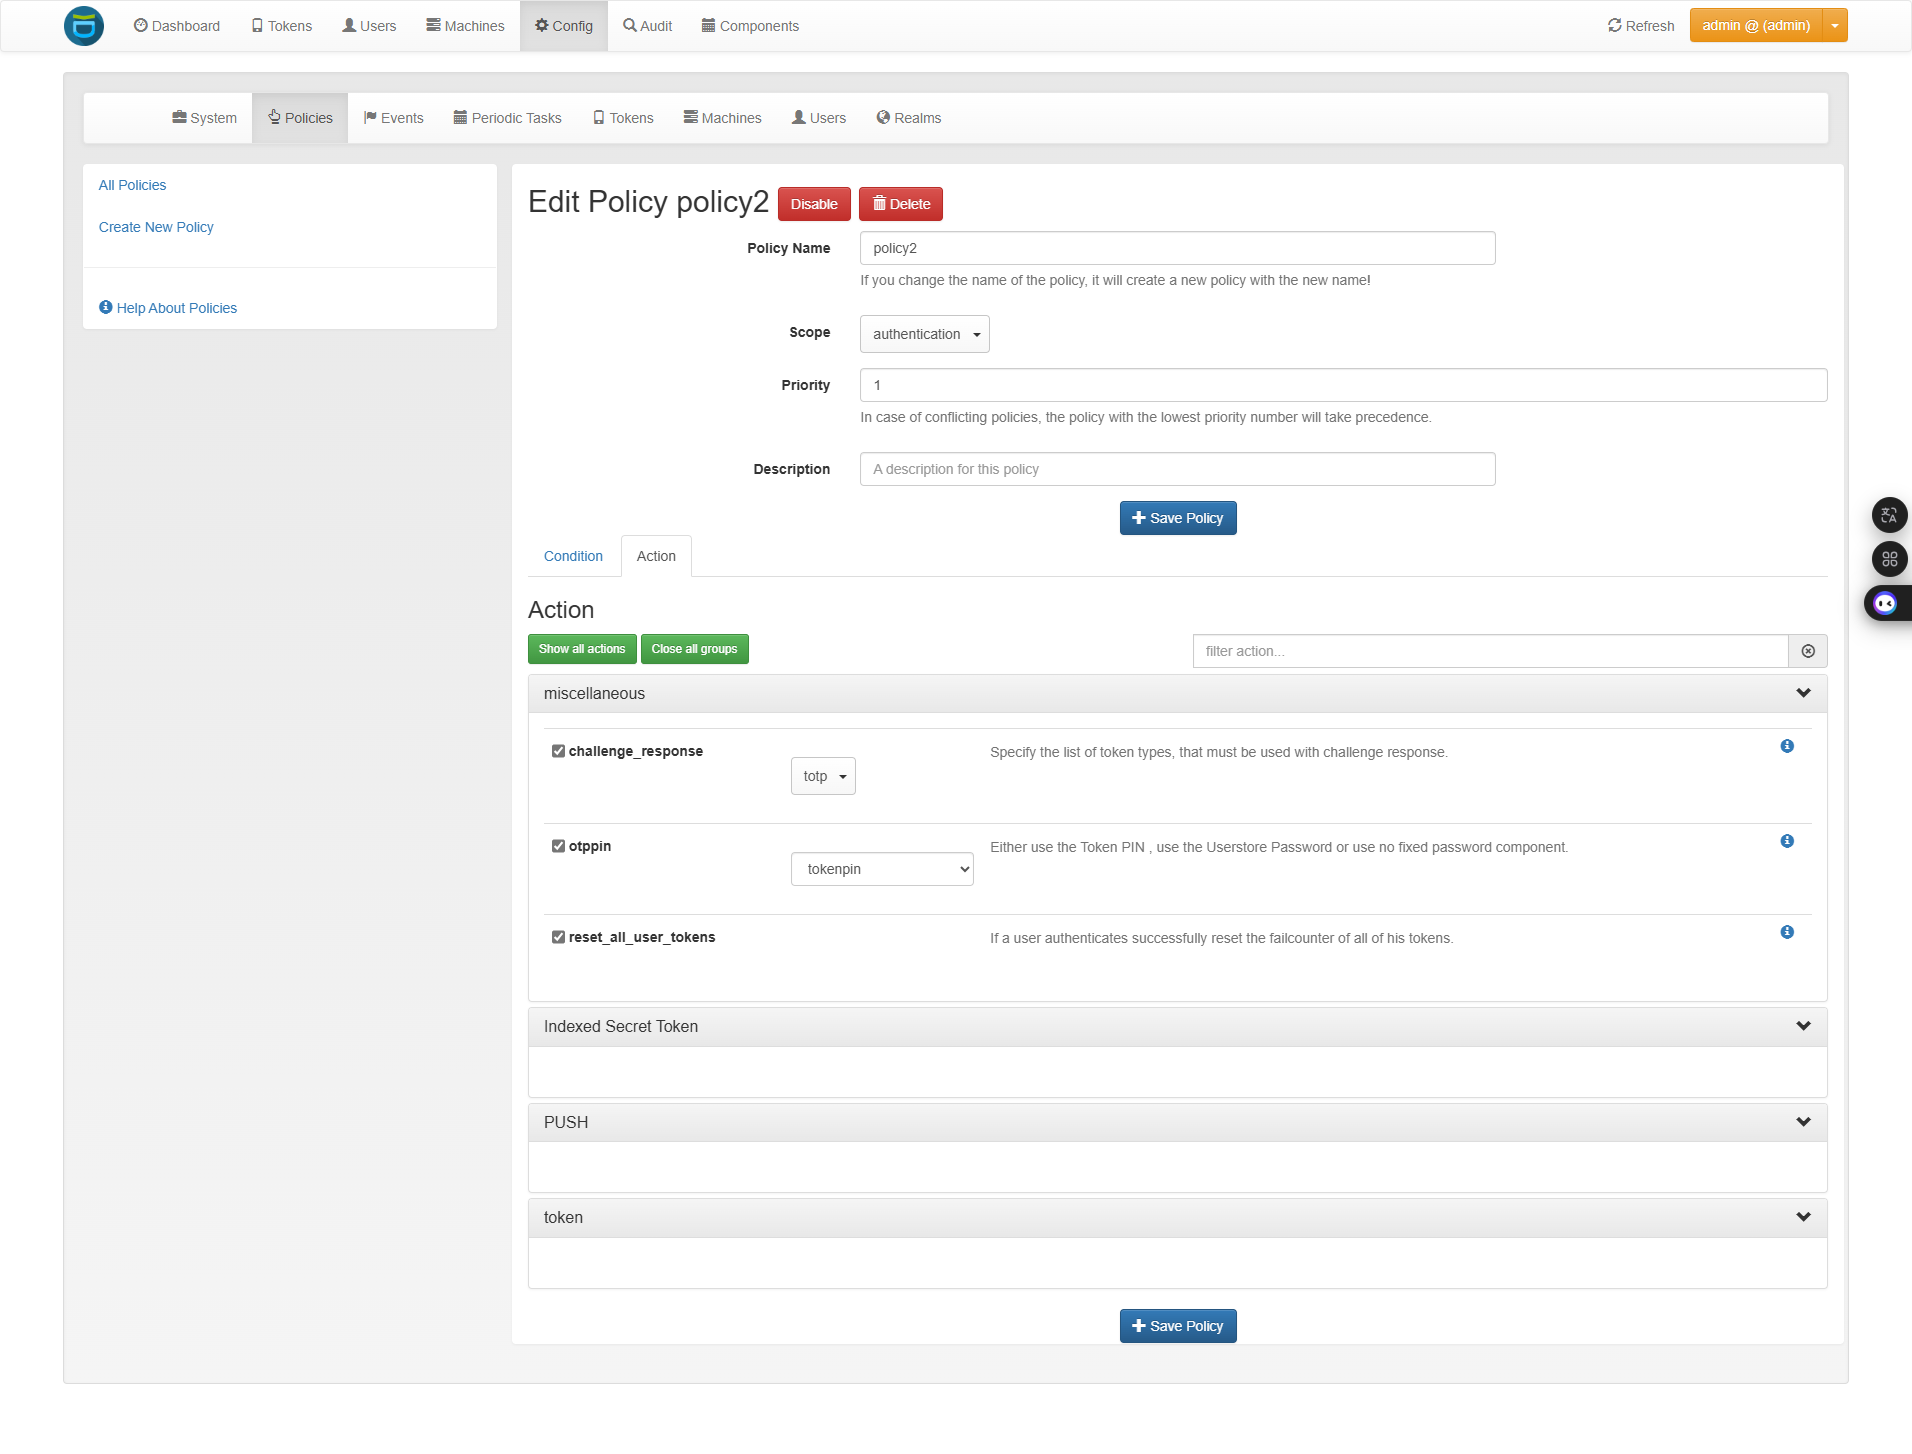 Dashboard Tokens Users Machines Config Audit Components Refresh admin @ (admin)
System Policies Events Periodic Tasks Tokens Machines Users Realms
All Policies
Create New Policy
Help About Policies
Edit Policy policy2 Disable Delete
Policy Name policy2
If you change the name of the policy, it will create a new policy with the new name!
Scope authentication
Priority 1
In case of conflicting policies, the policy with the lowest priority number will take precedence.
Description A description for this policy
Save Policy
Condition Action
Action
Show all actions Close all groups filter action...
miscellaneous
challenge_response Specify the list of token types, that must be used with challenge response.
totp
otppin Either use the Token PIN , use the Userstore Password or use no fixed password component.
tokenpin
reset_all_user_tokens If a user authenticates successfully reset the failcounter of all of his tokens.
Indexed Secret Token
PUSH
token
Save Policy